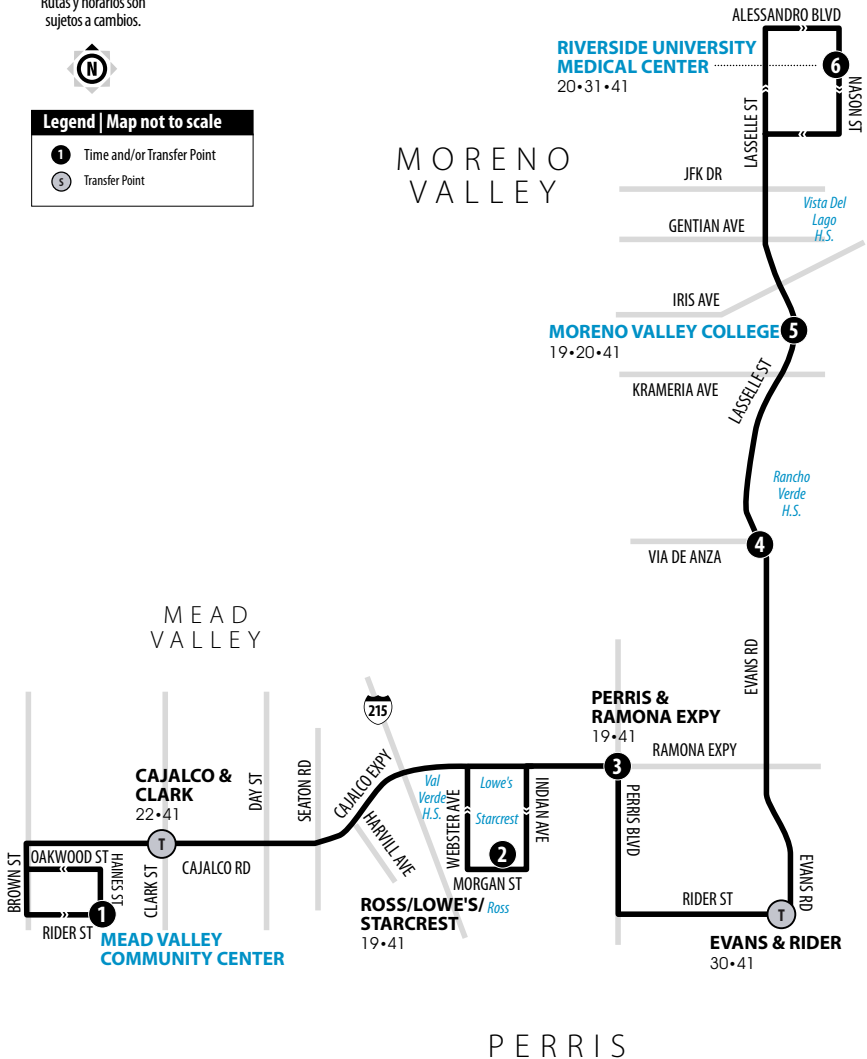 Rutas y horarios son
sujetos a cambios.
N
Legend | Map not to scale
1 Time and/or Transfer Point
S Transfer Point
ALESSANDRO BLVD
RIVERSIDE UNIVERSITY
MEDICAL CENTER
20•31•41
6
NASON ST
LASSELLE ST
MORENO
VALLEY
JFK DR
GENTIAN AVE
Vista Del
Lago
H.S.
IRIS AVE
MORENO VALLEY COLLEGE
19•20•41
5
KRAMERIA AVE
LASSELLE ST
Rancho
Verde
H.S.
4
VIA DE ANZA
MEAD
VALLEY
EVANS RD
215
PERRIS &
RAMONA EXPY
19•41
3
RAMONA EXPY
CAJALCO &
CLARK
22•41
DAY ST
SEATON RD
CAJALCO EXPY
HARVILL AVE
Val
Verde
H.S.
WEBSTER AVE
Lowe's
Starcrest
INDIAN AVE
PERRIS BLVD
2
MORGAN ST
T
CAJALCO RD
BROWN ST
OAKWOOD ST
HAINES ST
CLARK ST
1
RIDER ST
MEAD VALLEY
COMMUNITY CENTER
ROSS/LOWE'S/
STARCREST
19•41
Ross
RIDER ST
EVANS RD
T
EVANS & RIDER
30•41
PERRIS